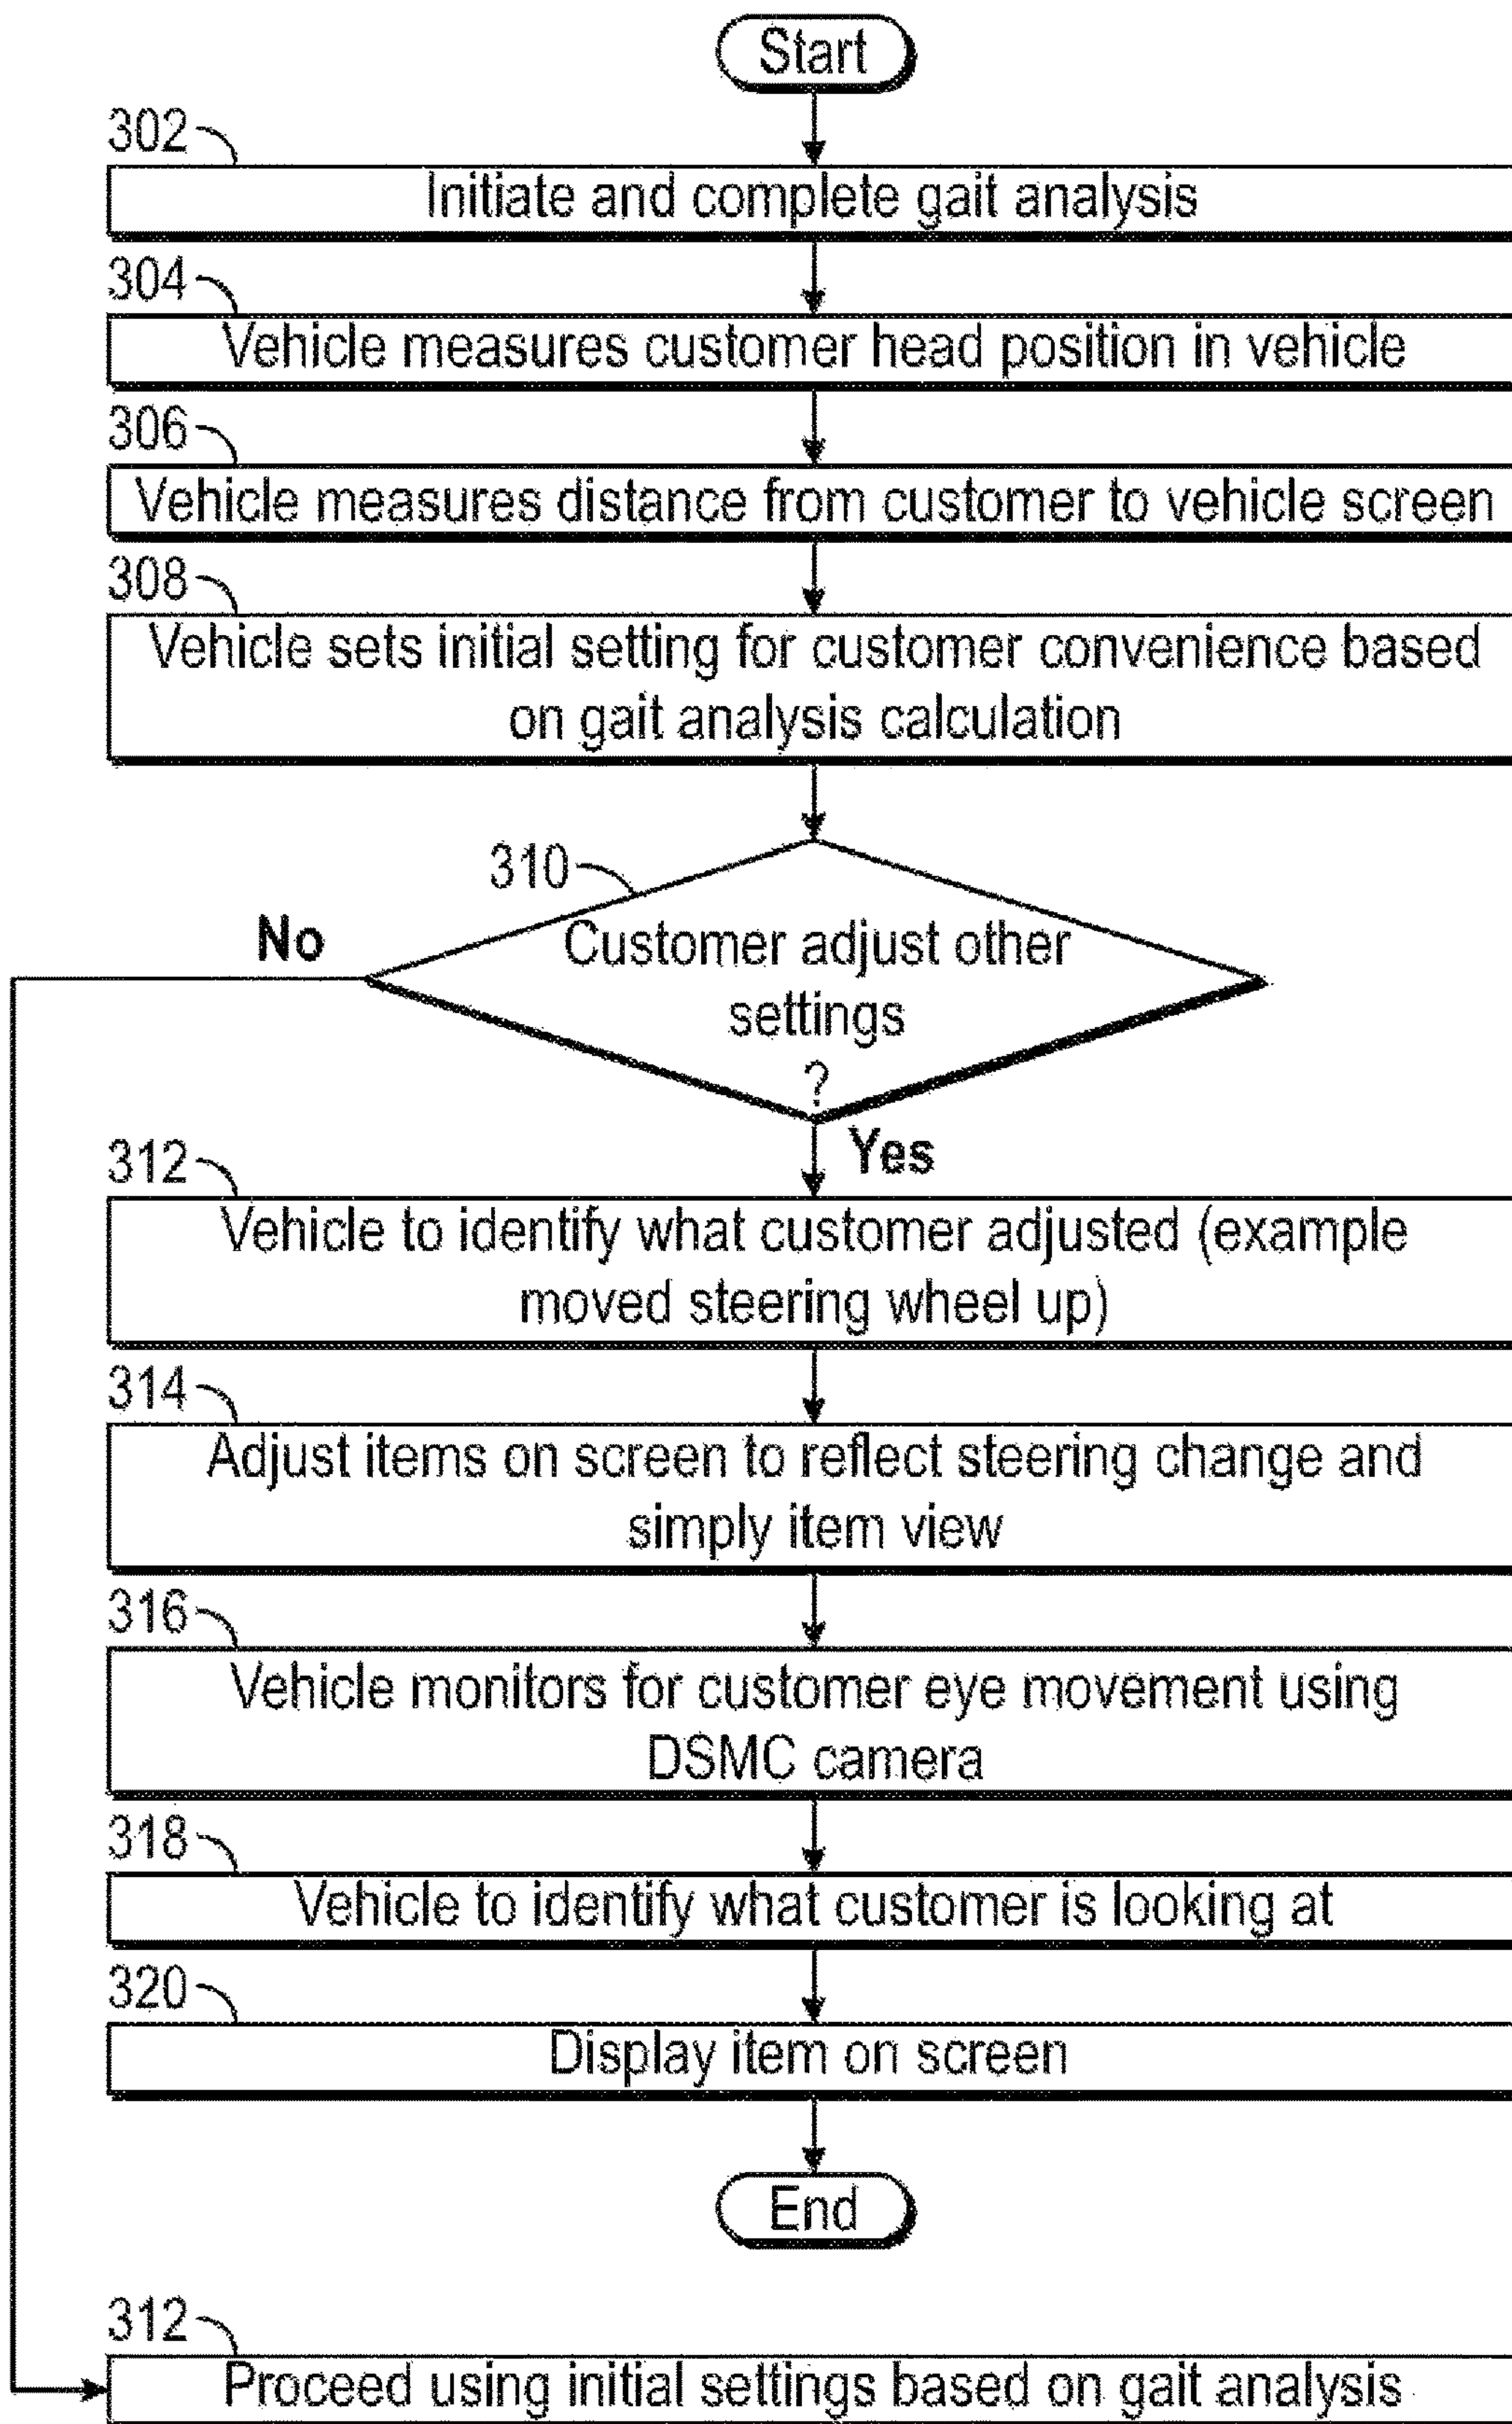 Start
302
Initiate and complete gait analysis
304
Vehicle measures customer head position in vehicle
306
Vehicle measures distance from customer to vehicle screen
308
Vehicle sets initial setting for customer convenience based
on gait analysis calculation
310
No
Customer adjust other
settings
?
Yes
312
Vehicle to identify what customer adjusted (example
moved steering wheel up)
314
Adjust items on screen to reflect steering change and
simply item view
316
Vehicle monitors for customer eye movement using
DSMC camera
318
Vehicle to identify what customer is looking at
320
Display item on screen
End
312
Proceed using initial settings based on gait analysis